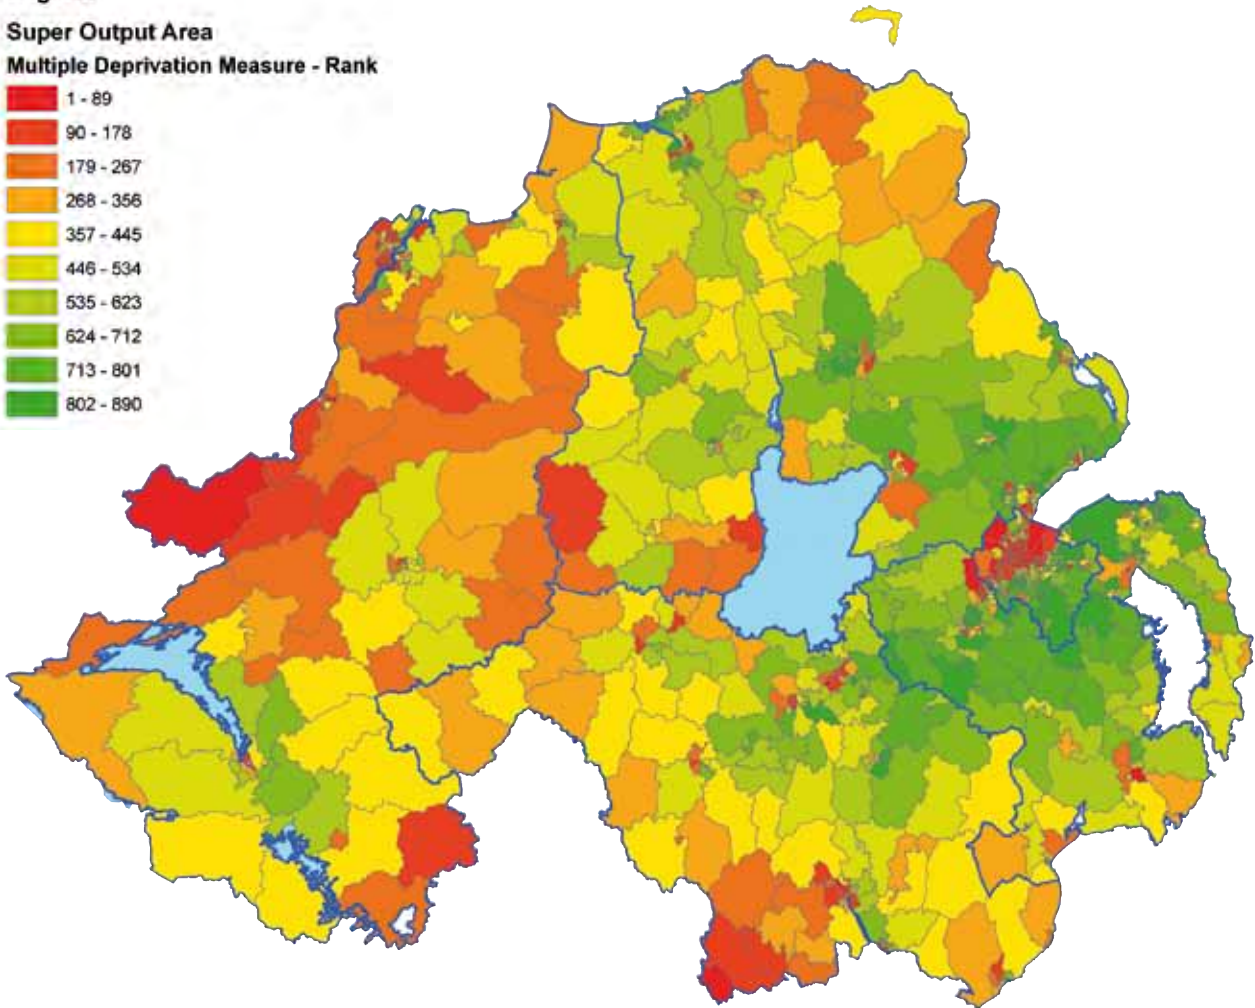 Super Output Area
Multiple Deprivation Measure - Rank
1 - 89
90 - 178
179 - 267
268 - 356
357 - 445
446 - 534
535 - 623
624 - 712
713 - 801
802 - 890